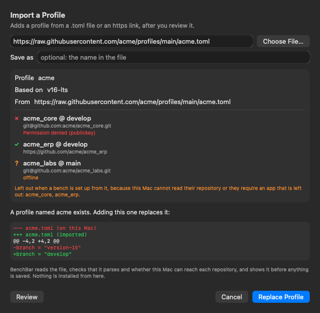 Import a Profile
Adds a profile from a .toml file or an https link, after you review it.
https://raw.githubusercontent.com/acme/profiles/main/acme.toml
Choose File...
Save as
optional: the name in the file
Profile acme
Based on v16-lts
From https://raw.githubusercontent.com/acme/profiles/main/acme.toml
× acme_core @ develop
git@github.com:acme/acme_core.git
Permission denied (publickey)
✓ acme_erp @ develop
https://github.com/acme/acme_erp
? acme_labs @ main
git@github.com:acme/acme_labs.git
offline
Left out when a bench is set up from it, because this Mac cannot read their repository or they require an app that is left
out: acme_core, acme_erp.
A profile named acme exists. Adding this one replaces it:
--- acme.toml (on this Mac)
+++ acme.toml (imported)
@@ -4,2 +4,2 @@
-branch = "version-16"
+branch = "develop"
BenchBar reads the file, checks that it parses and whether this Mac can reach each repository, and shows it before anything
is saved. Nothing is installed from here.
Review
Cancel
Replace Profile